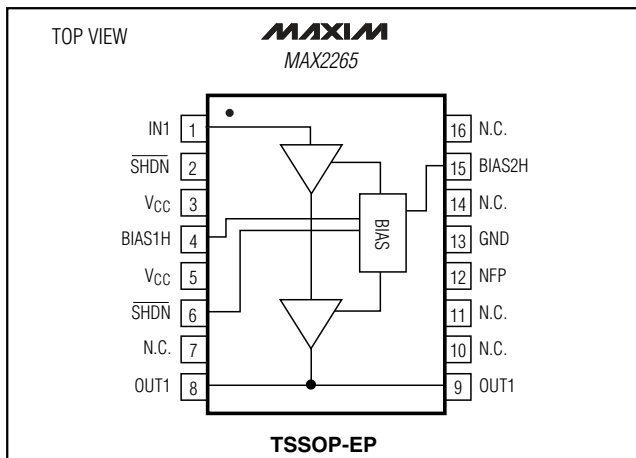 TOP VIEW
MAXIM
MAX2265
IN1 1
SHDN 2
VCC 3
BIAS1H 4
VCC 5
SHDN 6
N.C. 7
OUT1 8
BIAS
16 N.C.
15 BIAS2H
14 N.C.
13 GND
12 NFP
11 N.C.
10 N.C.
9 OUT1
TSSOP-EP